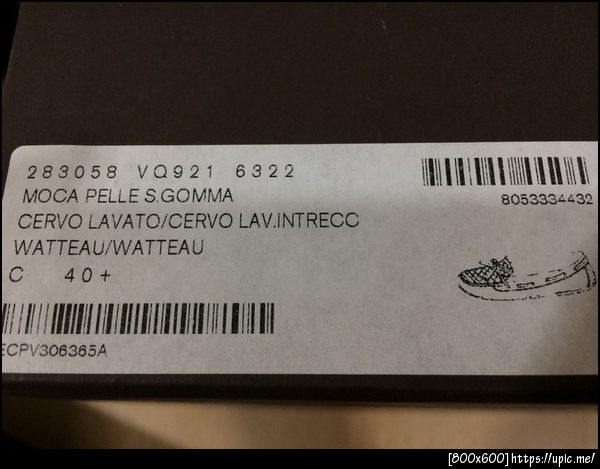 283058 VQ921 6322
MOCA PELLE S.GOMMA
8053334432
CERVO LAVATO/CERVO LAV.INTRECC
WATTEAU/WATTEAU
C 40+
ECPV306365A
[800x600]https://upic.me/